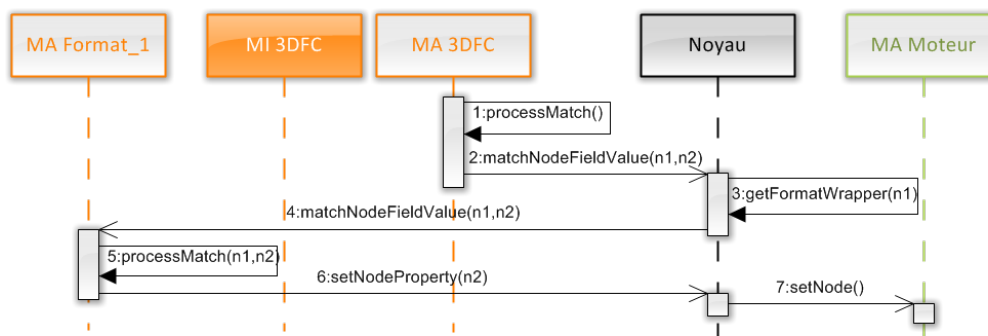 MA Format_1
MI 3DFC
MA 3DFC
Noyau
MA Moteur
1:processMatch()
2:matchNodeFieldValue(n1,n2)
3:getFormatWrapper(n1)
4:matchNodeFieldValue(n1,n2)
5:processMatch(n1,n2)
6:setNodeProperty(n2)
7:setNode()